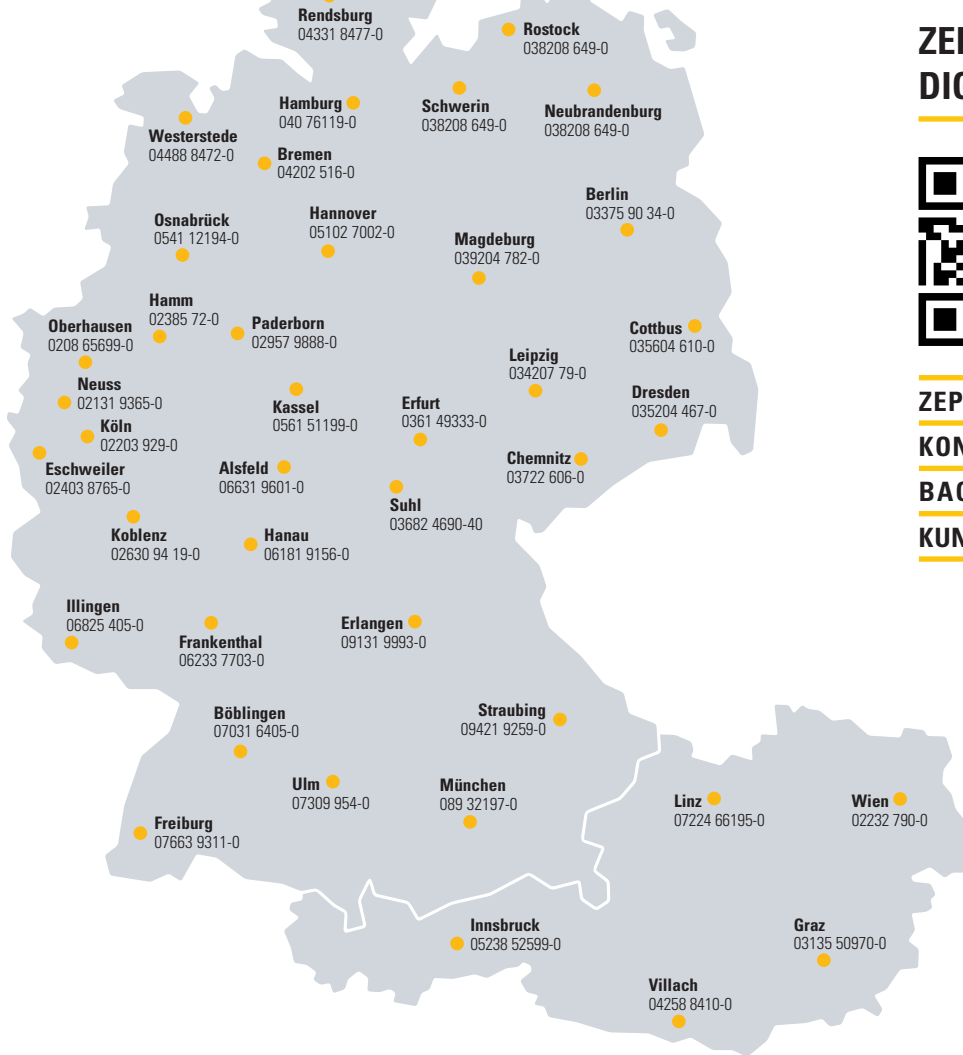 Rendsburg
04331 8477-0
Rostock
038208 649-0
Hamburg
040 76119-0
Schwerin
038208 649-0
Neubrandenburg
038208 649-0
Westerstede
04488 8472-0
Bremen
04202 516-0
Berlin
03375 90 34-0
Osnabrück
0541 12194-0
Hannover
05102 7002-0
Magdeburg
039204 782-0
Hamm
02385 72-0
Oberhausen
0208 65699-0
Paderborn
02957 9888-0
Cottbus
035604 610-0
Leipzig
034207 79-0
Neuss
02131 9365-0
Kassel
0561 51199-0
Erfurt
0361 49333-0
Dresden
035204 467-0
Köln
02203 929-0
Eschweiler
02403 8765-0
Alsfeld
06631 9601-0
Chemnitz
03722 606-0
Suhl
03682 4690-40
Koblenz
02630 94 19-0
Hanau
06181 9156-0
Illingen
06825 405-0
Frankenthal
06233 7703-0
Erlangen
09131 9993-0
Böblingen
07031 6405-0
Straubing
09421 9259-0
Ulm
07309 954-0
München
089 32197-0
Freiburg
07663 9311-0
Linz
07224 66195-0
Wien
02232 790-0
Innsbruck
05238 52599-0
Graz
03135 50970-0
Villach
04258 8410-0
ZEP
KON
KUN